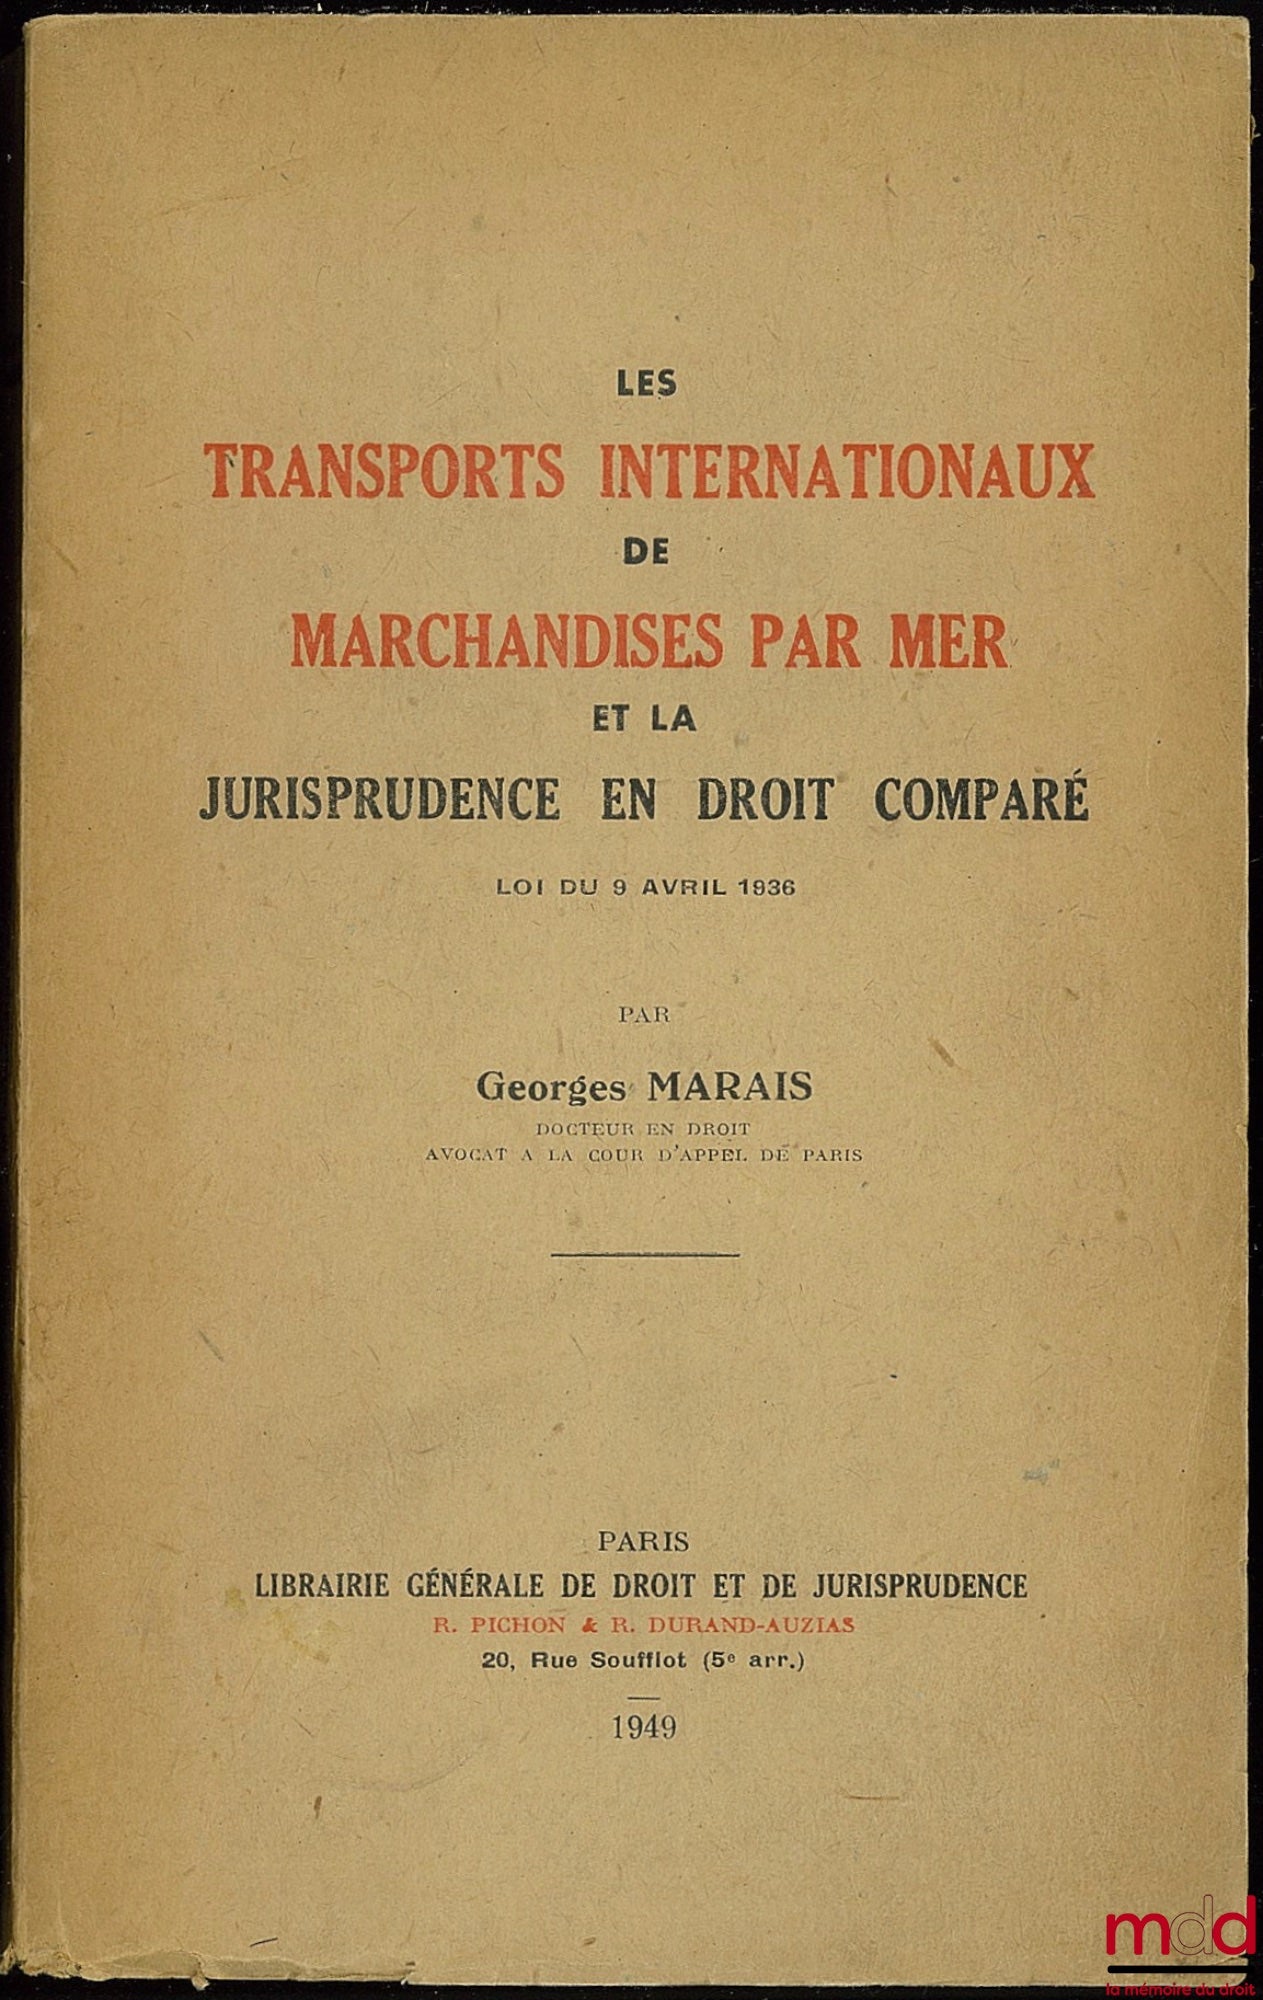 LES
TRANSPORTS INTERNATIONAUX
DE
MARCHANDISES PAR MER
ET LA
JURISPRUDENCE EN DROIT COMPARÉ
LOI DU 9 AVRIL 1936
PAR
Georges MARAIS
DOCTEUR EN DROIT
AVOCAT A LA COUR D'APPEL DE PARIS
PARIS
LIBRAIRIE GÉNÉRALE DE DROIT ET DE JURISPRUDENCE
R. PICHON & R. DURAND-AUZIAS
20, Rue Soufflot (5e arr.)
1949
mdd
la mémoire du droit